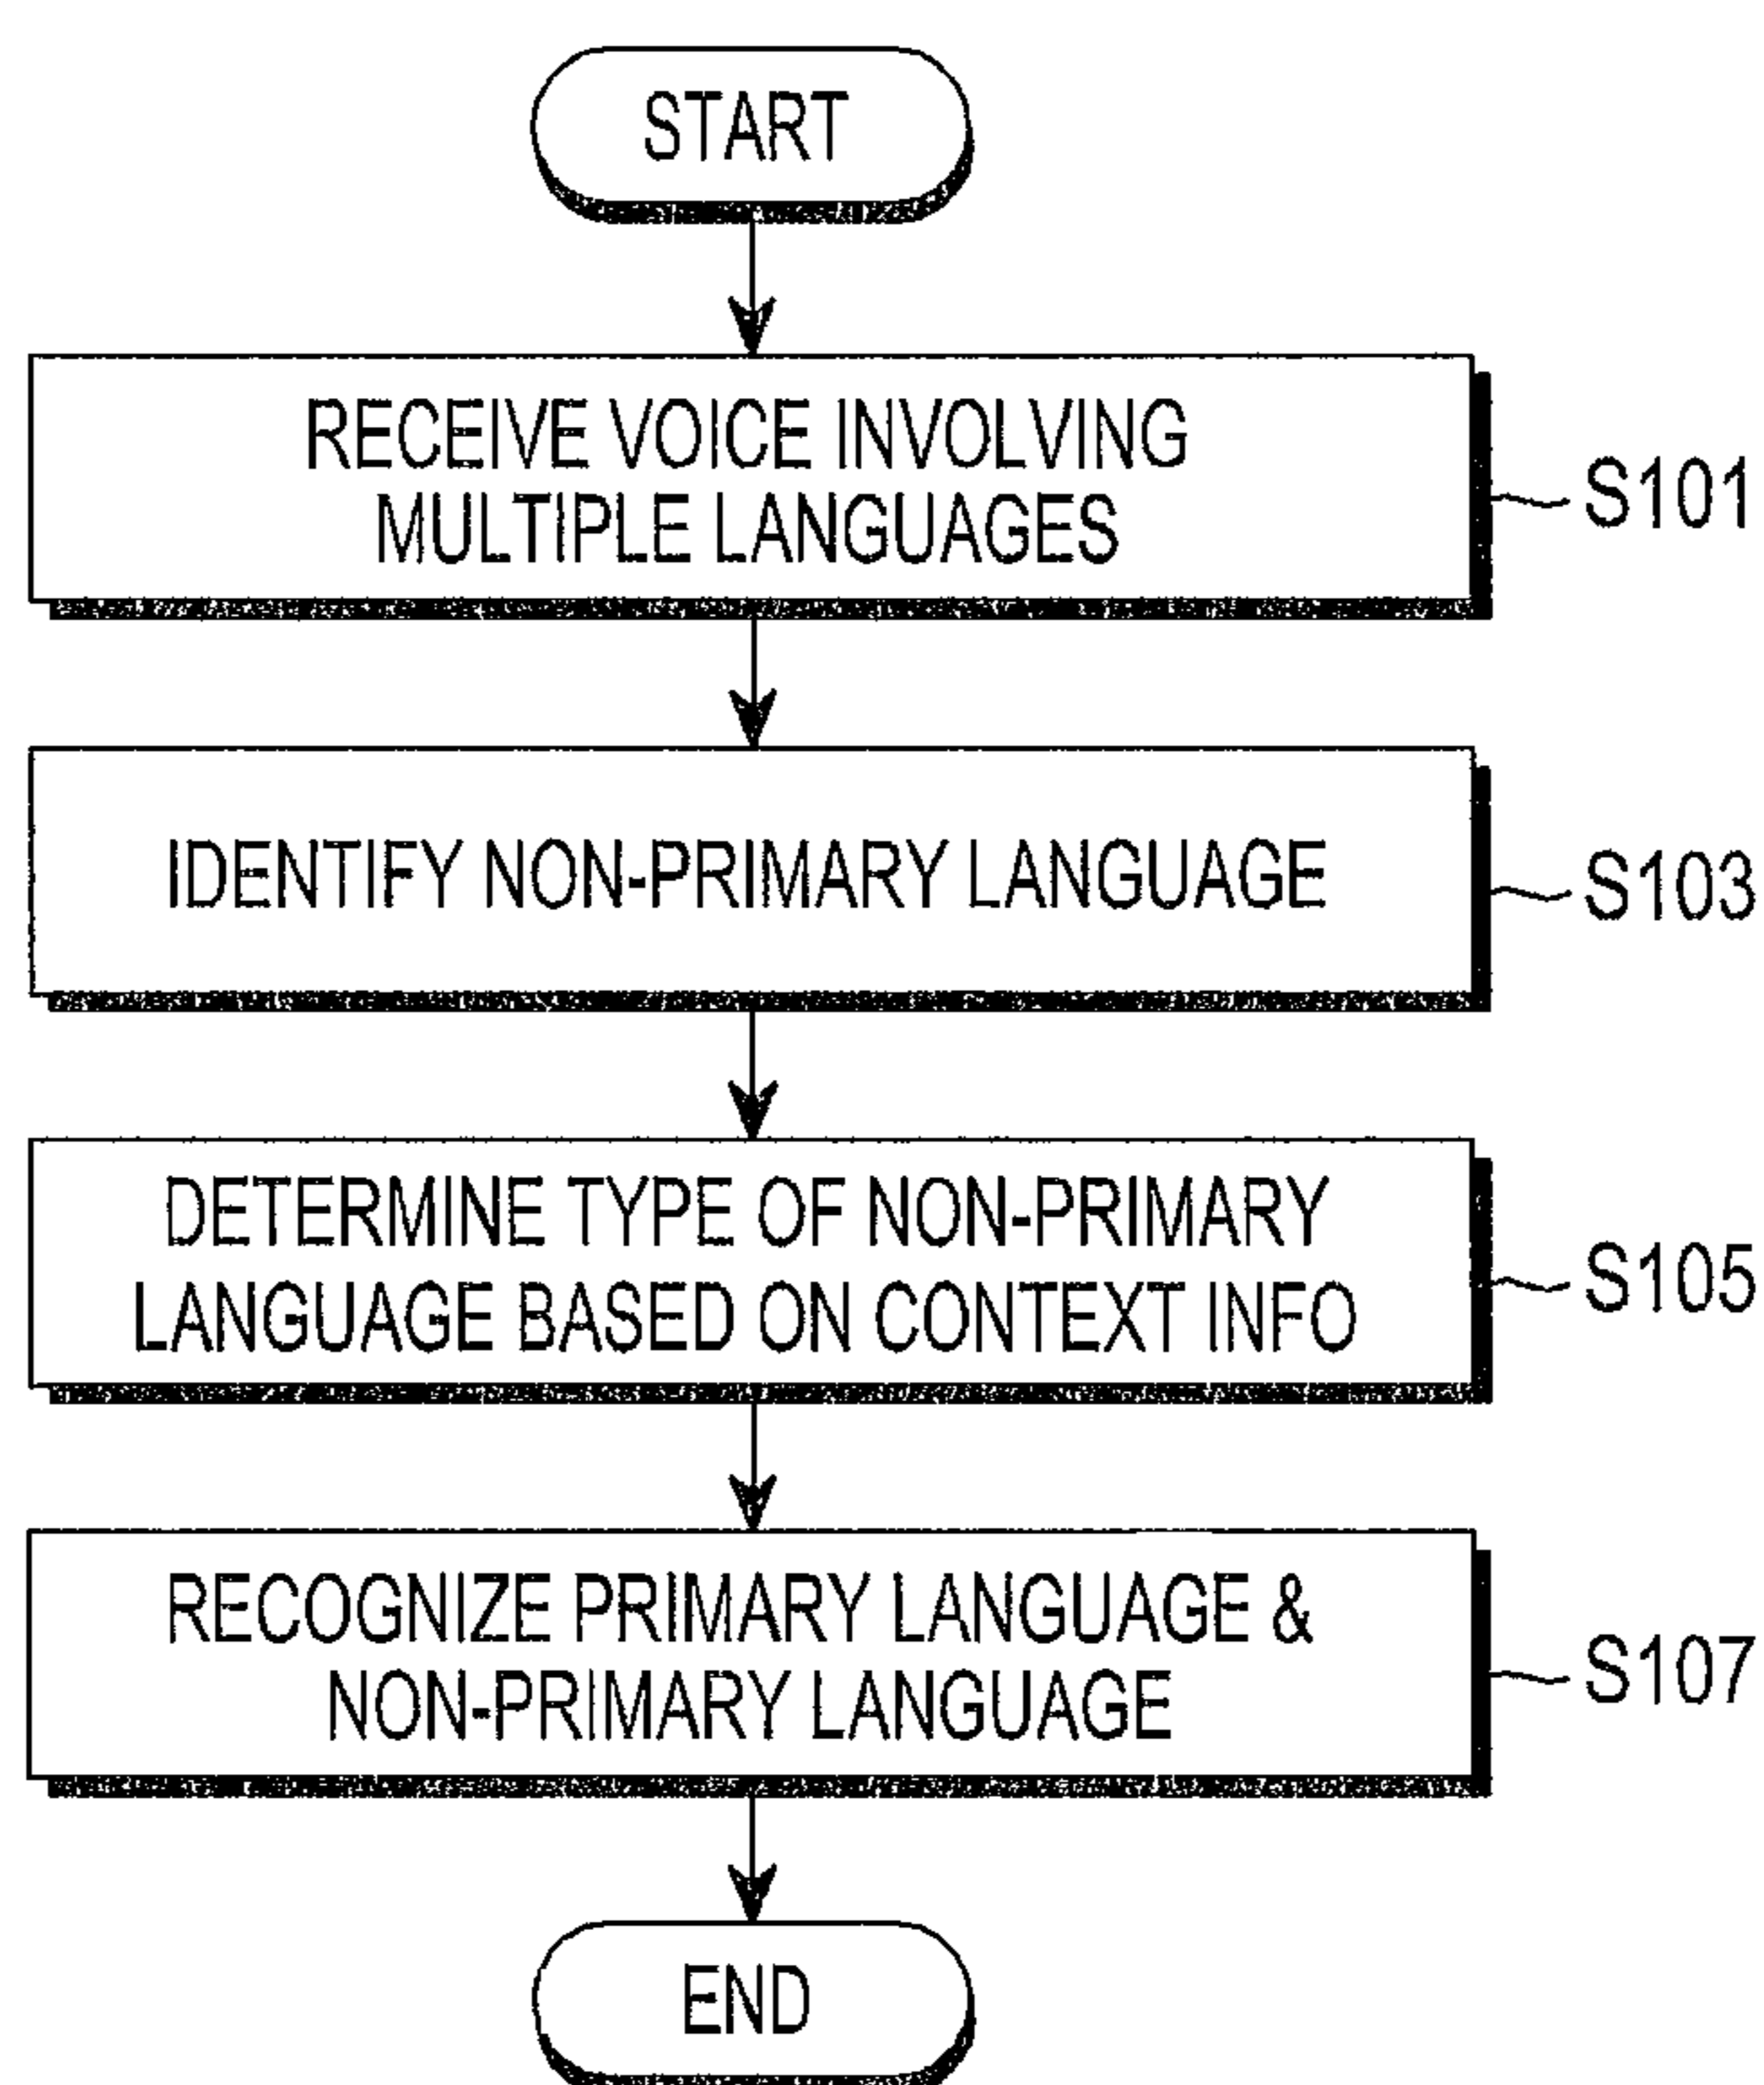 START
RECEIVE VOICE INVOLVING
MULTIPLE LANGUAGES
S101
IDENTIFY NON-PRIMARY LANGUAGE
S103
DETERMINE TYPE OF NON-PRIMARY
LANGUAGE BASED ON CONTEXT INFO
S105
RECOGNIZE PRIMARY LANGUAGE &
NON-PRIMARY LANGUAGE
S107
END